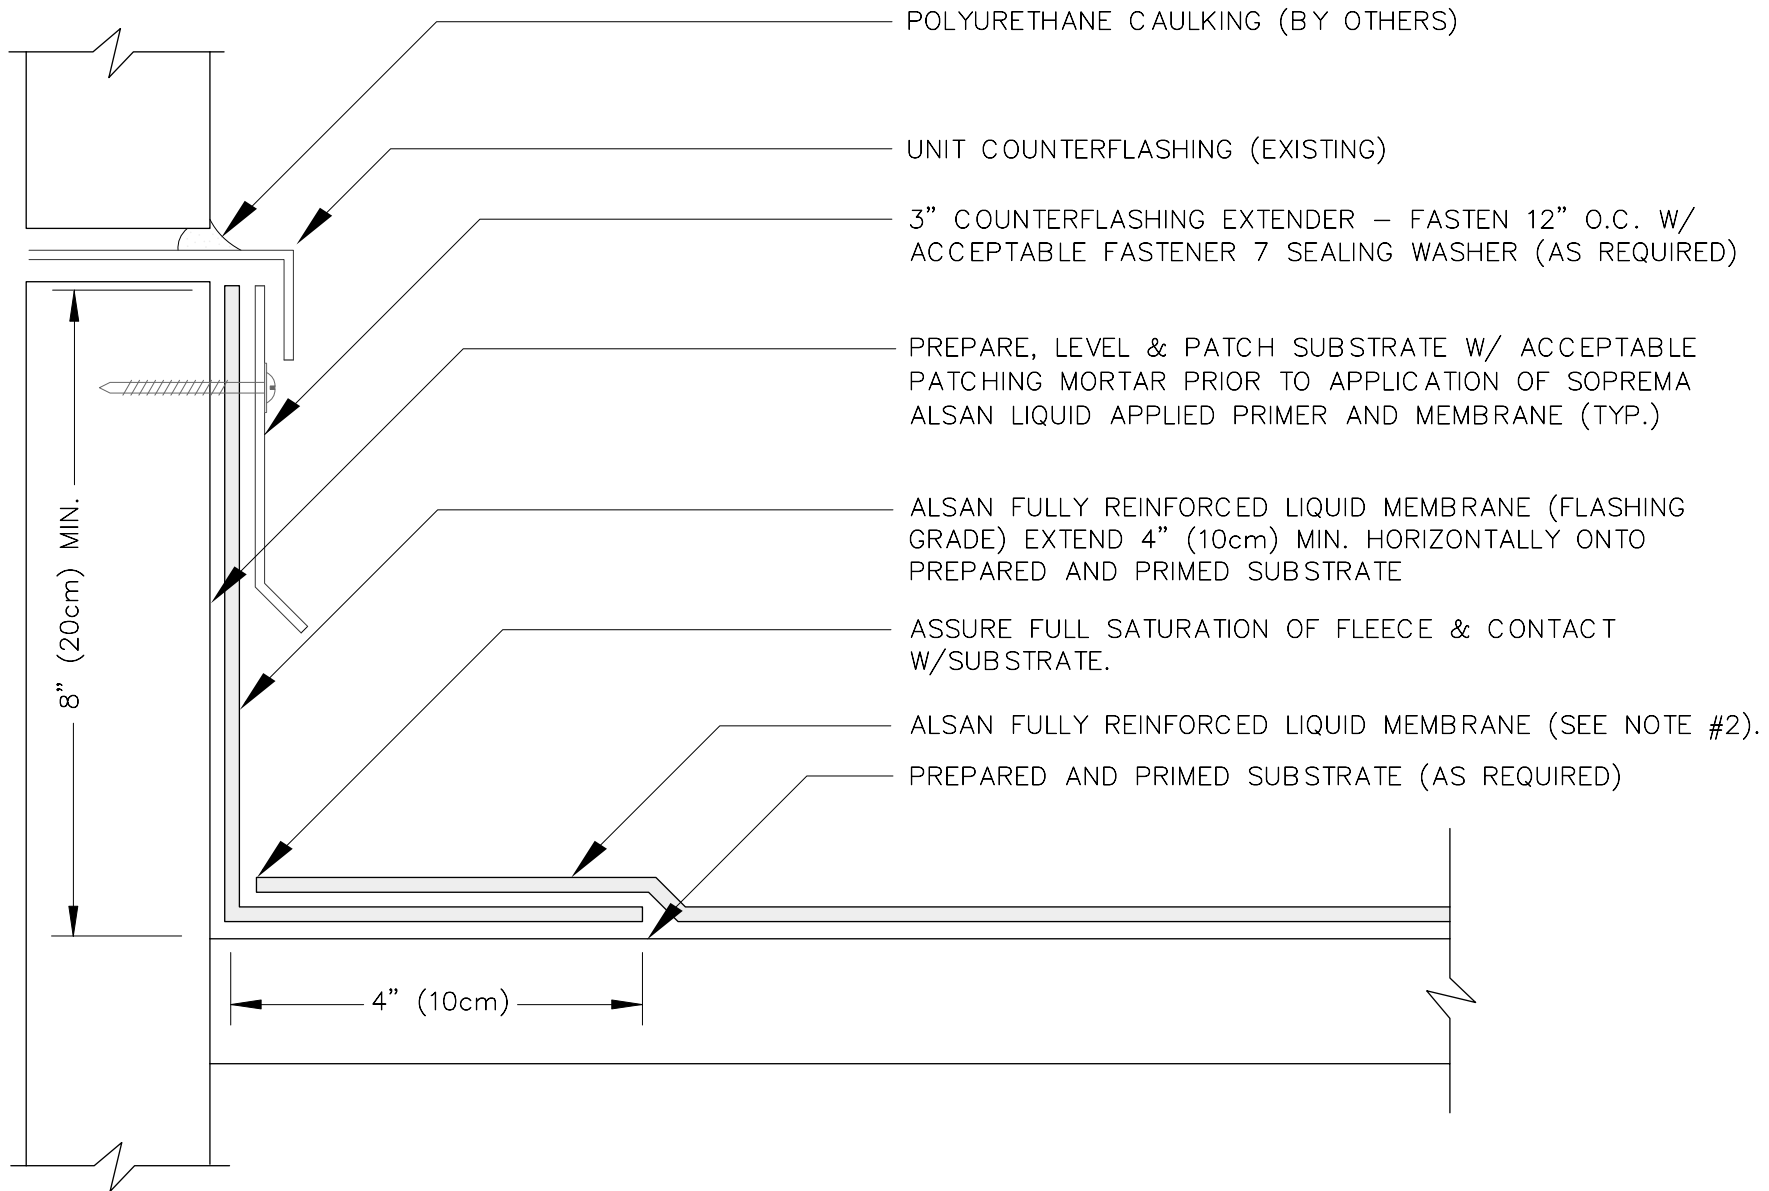 POLYURETHANE CAULKING (BY OTHERS)
UNIT COUNTERFLASHING (EXISTING)
3” COUNTERFLASHING EXTENDER – FASTEN 12” O.C. W/
ACCEPTABLE FASTENER 7 SEALING WASHER (AS REQUIRED)
PREPARE, LEVEL & PATCH SUBSTRATE W/ ACCEPTABLE
PATCHING MORTAR PRIOR TO APPLICATION OF SOPREMA
ALSAN LIQUID APPLIED PRIMER AND MEMBRANE (TYP.)
ALSAN FULLY REINFORCED LIQUID MEMBRANE (FLASHING
GRADE) EXTEND 4” (10cm) MIN. HORIZONTALLY ONTO
PREPARED AND PRIMED SUBSTRATE
ASSURE FULL SATURATION OF FLEECE & CONTACT
W/SUBSTRATE.
ALSAN FULLY REINFORCED LIQUID MEMBRANE (SEE NOTE #2).
PREPARED AND PRIMED SUBSTRATE (AS REQUIRED)
8” (20cm) MIN.
4” (10cm)